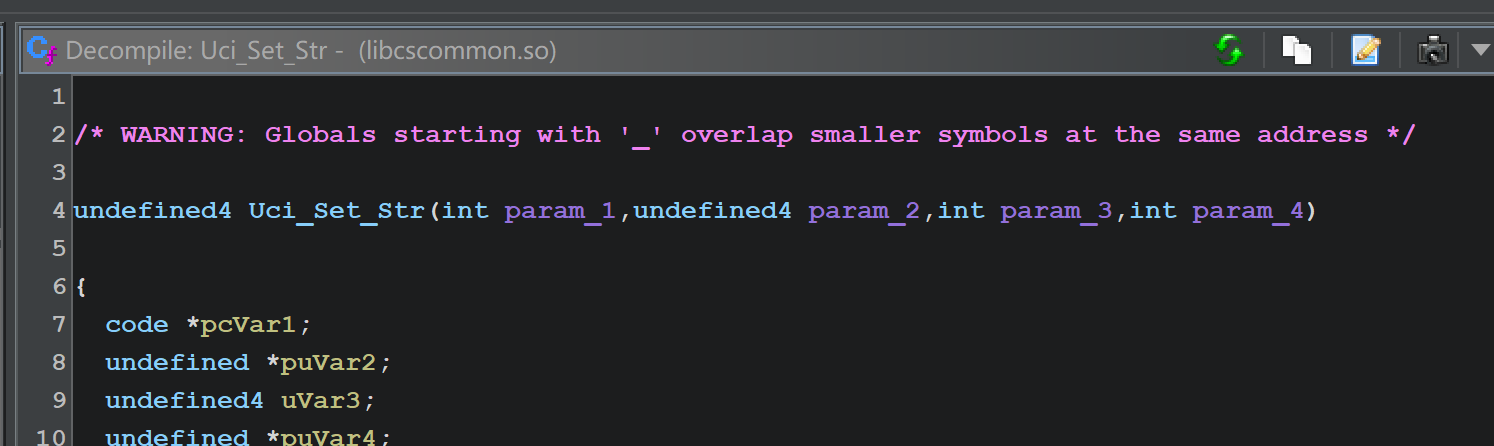 Decompile: Uci_Set_Str - (libcscommon.so)
1
2 /* WARNING: Globals starting with '_' overlap smaller symbols at the same address */
3
4 undefined4 Uci_Set_Str(int param_1,undefined4 param_2,int param_3,int param_4)
5
6 {
7 code *pcVar1;
8 undefined *puVar2;
9 undefined4 uVar3;
10 undefined *puVar4;